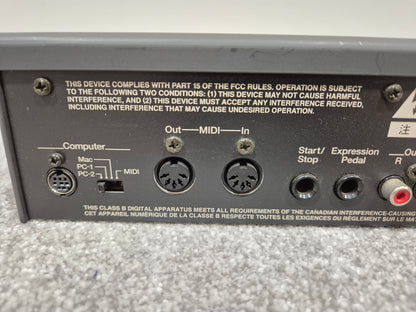 THIS DEVICE COMPLIES WITH PART 15 OF THE FCC RULES. OPERATION IS SUBJECT
TO THE FOLLOWING TWO CONDITIONS: (1) THIS DEVICE MAY NOT CAUSE HARMFUL
INTERFERENCE, AND (2) THIS DEVICE MUST ACCEPT ANY INTERFERENCE RECEIVED,
INCLUDING INTERFERENCE THAT MAY CAUSE UNDESIRED OPERATION.
注
Out MIDI In
Computer
Mac
PC-1
PC-2
MIDI
Start/
Stop
Expression
Pedal
Ou
R
THIS CLASS B DIGITAL APPARATUS MEETS ALL REQUIREMENTS OF THE CANADIAN INTERFERENCE-CAUSING
CET APPAREIL NUMÉRIQUE DE LA CLASSE B RESPECTE TOUTES LES EXIGENCES DU RÈGLEMENT SUR LE MAT